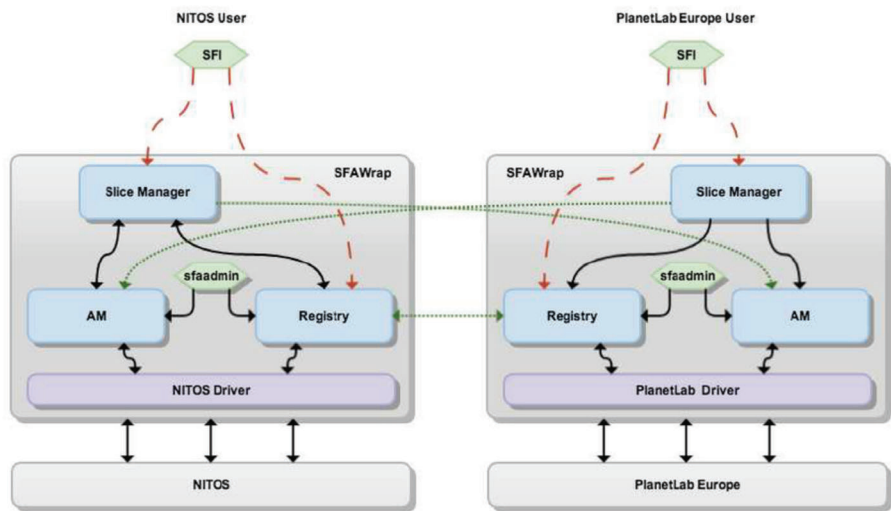 NITOS User
PlanetLab Europe User
SFI
SFI
SFAWrap
SFAWrap
Slice Manager
Slice Manager
sfaadmin
sfaadmin
AM
Registry
Registry
AM
NITOS Driver
PlanetLab Driver
NITOS
PlanetLab Europe